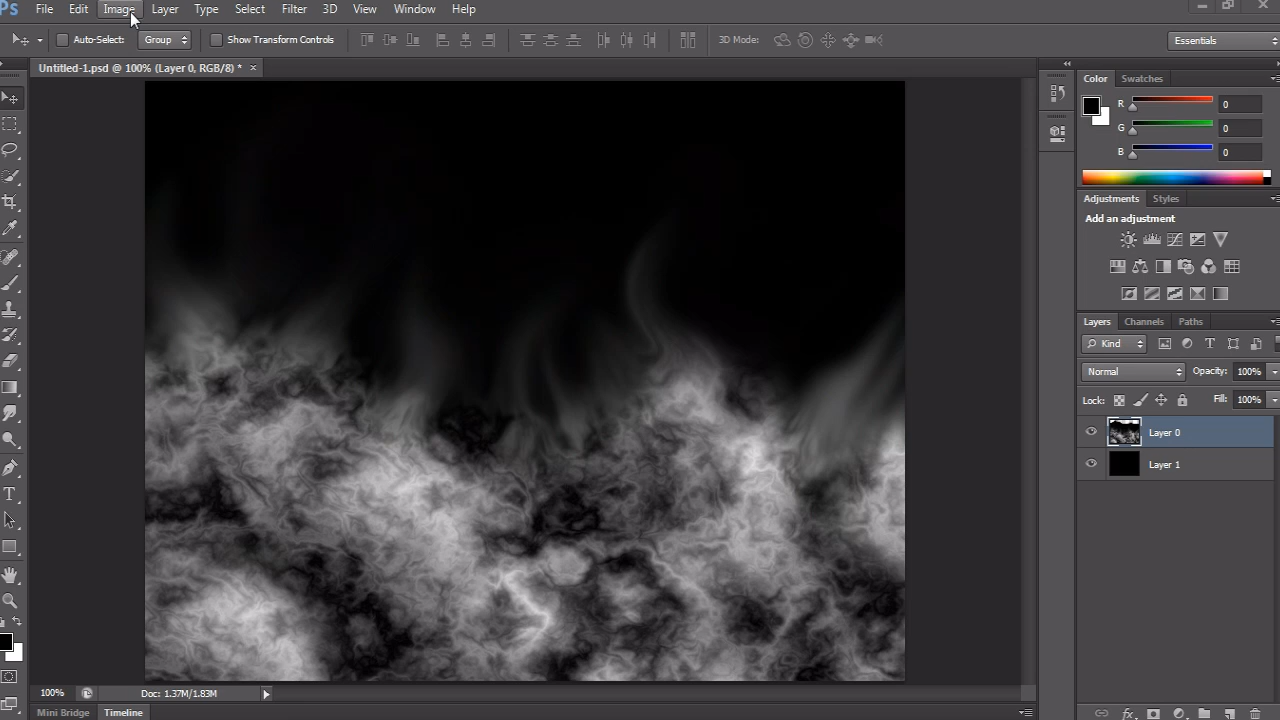 Ps File Edit Image Layer Type Select Filter 3D View Window Help
Auto-Select: Group Show Transform Controls 3D Mode: Essentials
Untitled-1.psd @ 100% (Layer 0, RGB/8) * ×
Color Swatches
R 0
G 0
B 0
Adjustments Styles
Add an adjustment
Layers Channels Paths
Kind
Normal Opacity: 100%
Lock: Fill: 100%
Layer 0
Layer 1
100% Doc: 1.37M/1.83M
Mini Bridge Timeline